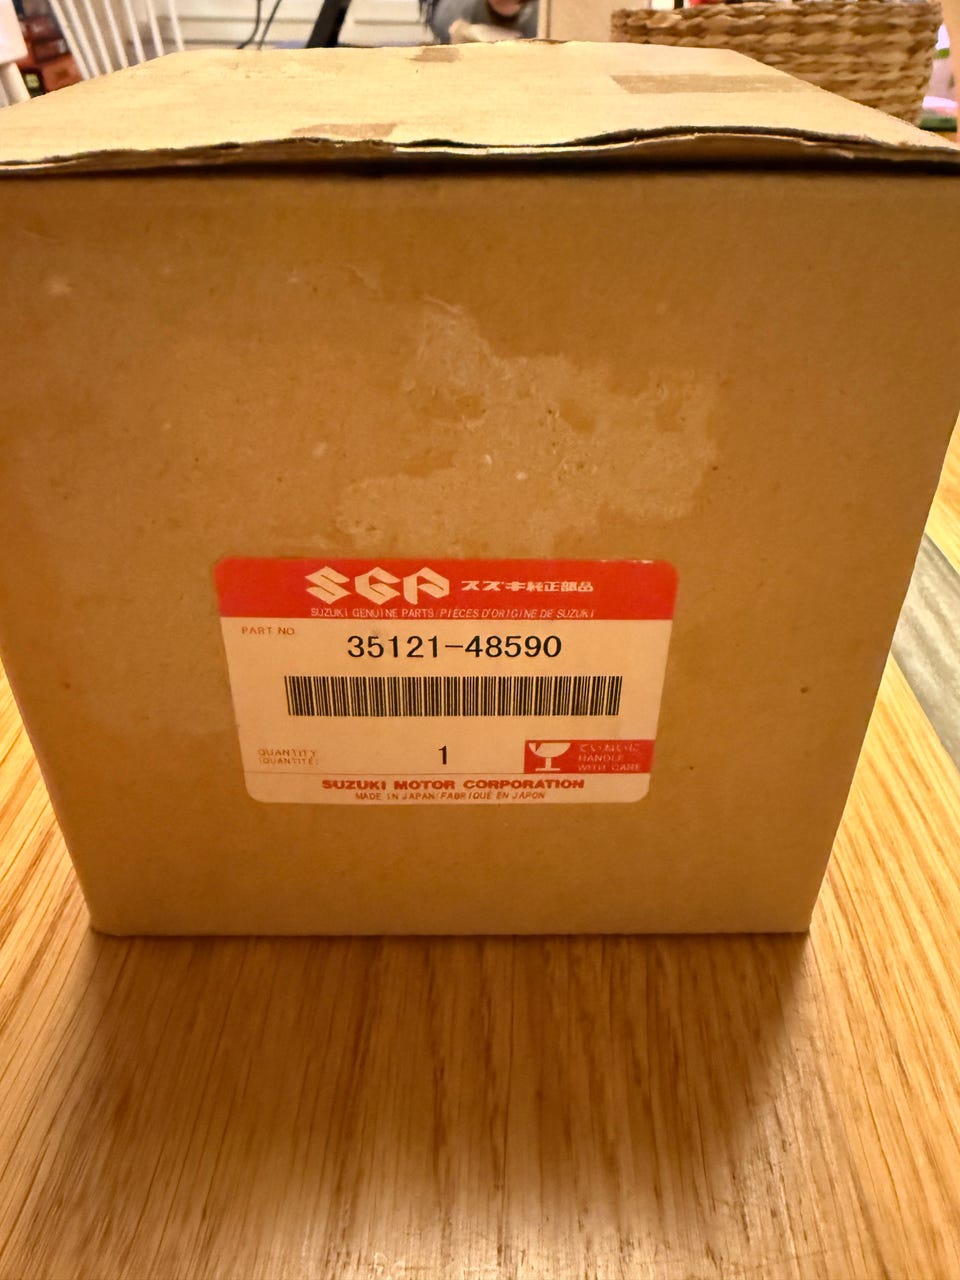 SGP スズキ純正部品
SUZUKI GENUINE PARTS/PIÈCES D'ORIGINE DE SUZUKI
PART NO.
35121-48590
QUANTITY
(QUANTITÉ)
1
ていねいに
HANDLE
WITH CARE
SUZUKI MOTOR CORPORATION
MADE IN JAPAN/FABRIQUÉ EN JAPON